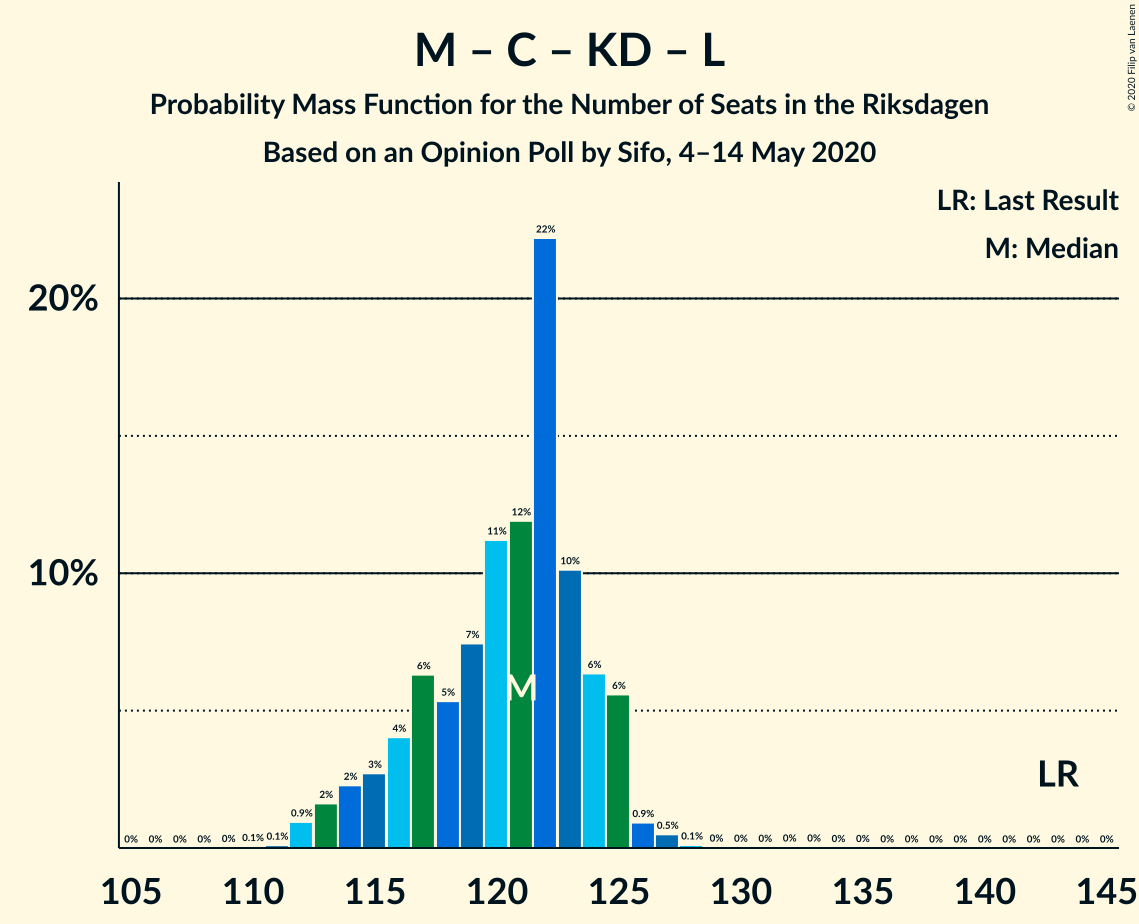 M – C – KD – L
Probability Mass Function for the Number of Seats in the Riksdagen
Based on an Opinion Poll by Sifo, 4–14 May 2020
© 2020 Filip van Laenen
LR: Last Result
M: Median
20%
10%
0% 0% 0% 0% 0% 0.1% 0.1% 0.9% 2% 2% 3% 4% 6% 5% 7% 11% 12% 22% 10% 6% 6% 0.9% 0.5% 0.1% 0% 0% 0% 0% 0% 0% 0% 0% 0% 0% 0% 0% 0% 0% 0% 0% 0%
M
LR
105 110 115 120 125 130 135 140 145